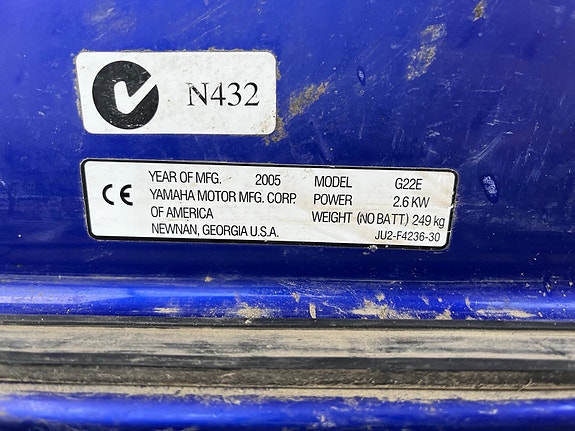 N432
CE
YEAR OF MFG. 2005 MODEL G22E
YAMAHA MOTOR MFG. CORP. POWER 2.6 KW
OF AMERICA WEIGHT (NO BATT) 249 kg
NEWNAN, GEORGIA U.S.A. JU2-F4236-30